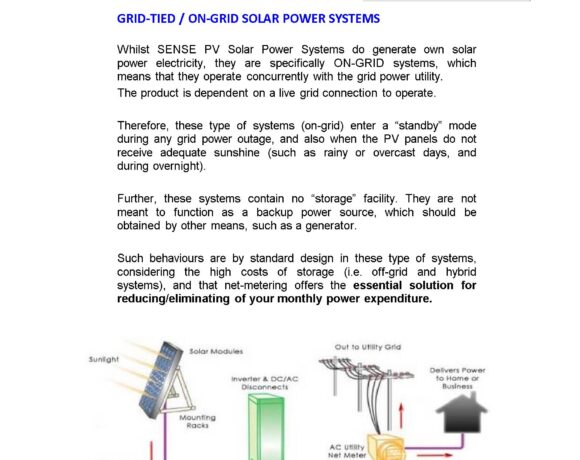 GRID-TIED / ON-GRID SOLAR POWER SYSTEMS
Whilst SENSE PV Solar Power Systems do generate own solar
power electricity, they are specifically ON-GRID systems, which
means that they operate concurrently with the grid power utility.
The product is dependent on a live grid connection to operate.
Therefore, these type of systems (on-grid) enter a “standby” mode
during any grid power outage, and also when the PV panels do not
receive adequate sunshine (such as rainy or overcast days, and
during overnight).
Further, these systems contain no “storage” facility. They are not
meant to function as a backup power source, which should be
obtained by other means, such as a generator.
Such behaviours are by standard design in these type of systems,
considering the high costs of storage (i.e. off-grid and hybrid
systems), and that net-metering offers the essential solution for
reducing/eliminating of your monthly power expenditure.
Sunlight
Solar Modules
Mounting
Racks
Inverter & DC/AC
Disconnects
Out to Utility Grid
AC Utility
Net Meter
Delivers Power
to Home or
Business